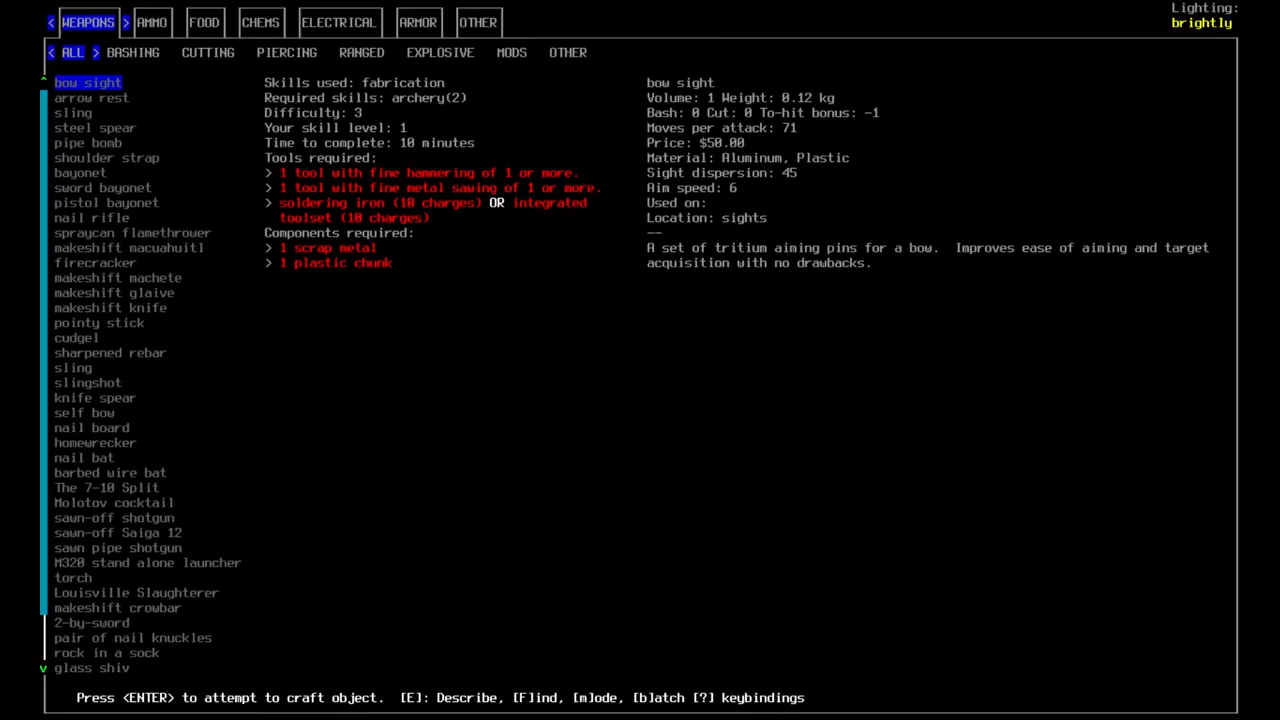 Lighting:
< WEAPONS > AMMO FOOD CHEMS ELECTRICAL ARMOR OTHER brightly
< ALL > BASHING CUTTING PIERCING RANGED EXPLOSIVE MODS OTHER
^ bow sight
arrow rest
sling
steel spear
pipe bomb
shoulder strap
bayonet
sword bayonet
pistol bayonet
nail rifle
spraycan flamethrower
makeshift macuahuitl
firecracker
makeshift machete
makeshift glaive
makeshift knife
pointy stick
cudgel
sharpened rebar
sling
slingshot
knife spear
self bow
nail board
homewrecker
nail bat
barbed wire bat
The 7-10 Split
Molotov cocktail
sawn-off shotgun
sawn-off Saiga 12
sawn pipe shotgun
M320 stand alone launcher
torch
Louisville Slaughterer
makeshift crowbar
2-by-sword
pair of nail knuckles
rock in a sock
v glass shiv
Skills used: fabrication
Required skills: archery(2)
Difficulty: 3
Your skill level: 1
Time to complete: 10 minutes
Tools required:
> 1 tool with fine hammering of 1 or more.
> 1 tool with fine metal sawing of 1 or more.
> soldering iron (10 charges) OR integrated
toolset (10 charges)
Components required:
> 1 scrap metal
> 1 plastic chunk
bow sight
Volume: 1 Weight: 0.12 kg
Bash: 0 Cut: 0 To-hit bonus: -1
Moves per attack: 71
Price: $50.00
Material: Aluminum, Plastic
Sight dispersion: 45
Aim speed: 6
Used on:
Location: sights
--
A set of tritium aiming pins for a bow. Improves ease of aiming and target
acquisition with no drawbacks.
Press <ENTER> to attempt to craft object. [E]: Describe, [F]ind, [m]ode, [b]atch [?] keybindings